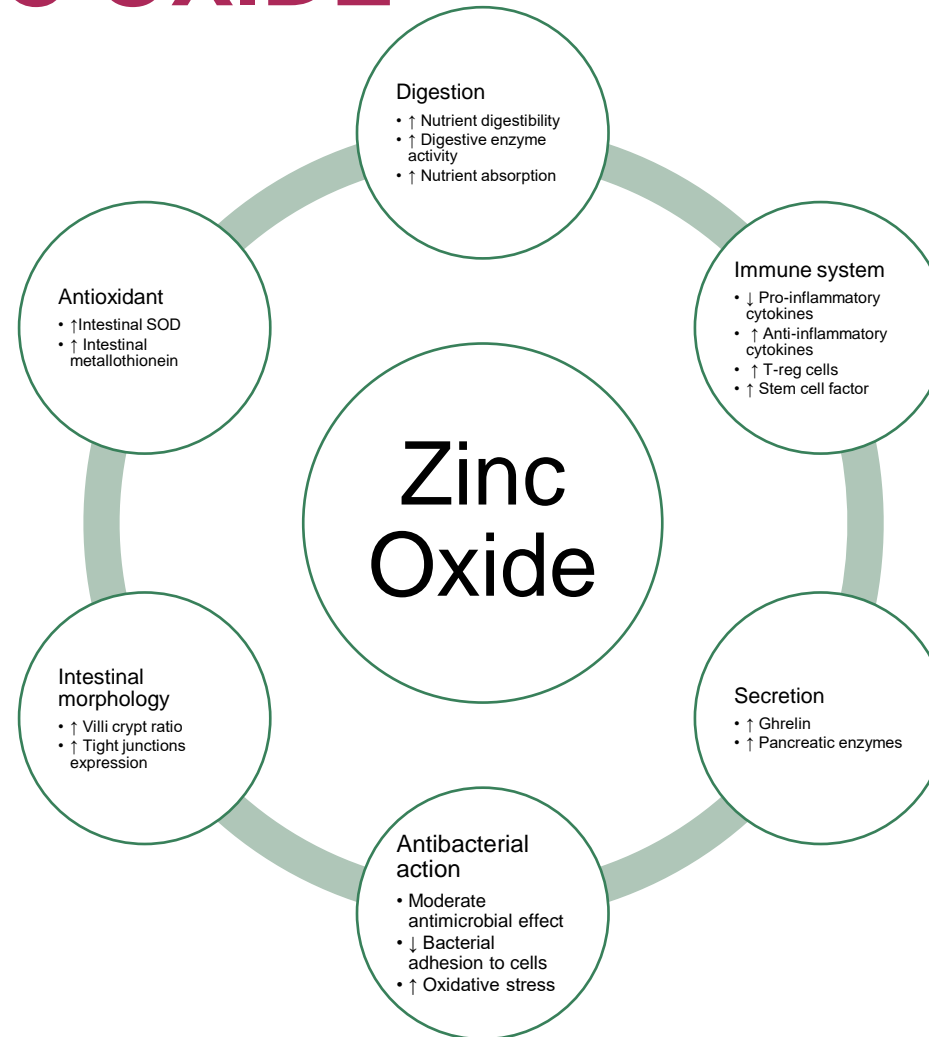 OXIDE
Digestion
• ↑ Nutrient digestibility
• ↑ Digestive enzyme
activity
• ↑ Nutrient absorption
Immune system
• ↓ Pro-inflammatory
cytokines
• ↑ Anti-inflammatory
cytokines
• ↑ T-reg cells
• ↑ Stem cell factor
Antioxidant
• ↑Intestinal SOD
• ↑ Intestinal
metallothionein
Zinc
Oxide
Intestinal
morphology
• ↑ Villi crypt ratio
• ↑ Tight junctions
expression
Secretion
• ↑ Ghrelin
• ↑ Pancreatic enzymes
Antibacterial
action
• Moderate
antimicrobial effect
• ↓ Bacterial
adhesion to cells
• ↑ Oxidative stress